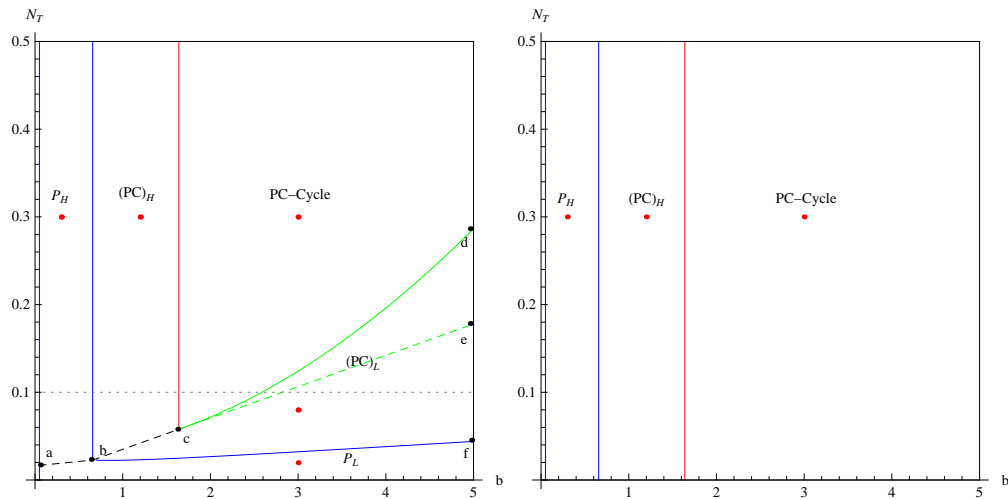 N_T
0.5
0.4
0.3
0.2
0.1
P_H
(PC)_H
PC–Cycle
d
e
(PC)_L
c
a
b
f
P_L
1
2
3
4
5
b
N_T
0.5
0.4
0.3
0.2
0.1
P_H
(PC)_H
PC–Cycle
0
1
2
3
4
5
b